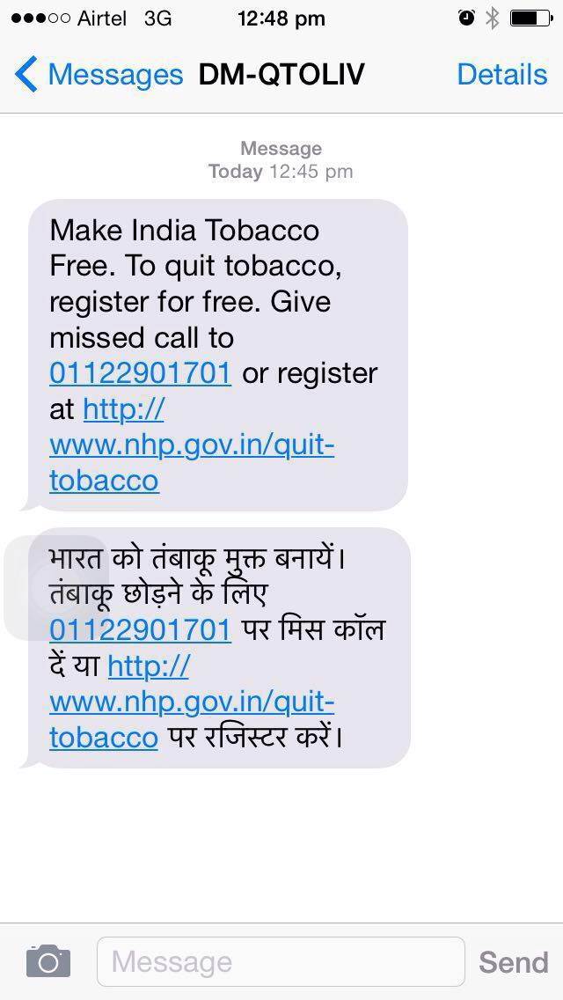 Airtel 3G 12:48 pm
Messages DM-QTOLIV Details
Message
Today 12:45 pm
Make India Tobacco
Free. To quit tobacco,
register for free. Give
missed call to
01122901701 or register
at http://
www.nhp.gov.in/quit-
tobacco
भारत को तंबाकू मुक्त बनायें।
तंबाकू छोड़ने के लिए
01122901701 पर मिस कॉल
दें या http://
www.nhp.gov.in/quit-
tobacco पर रजिस्टर करें।
Message Send